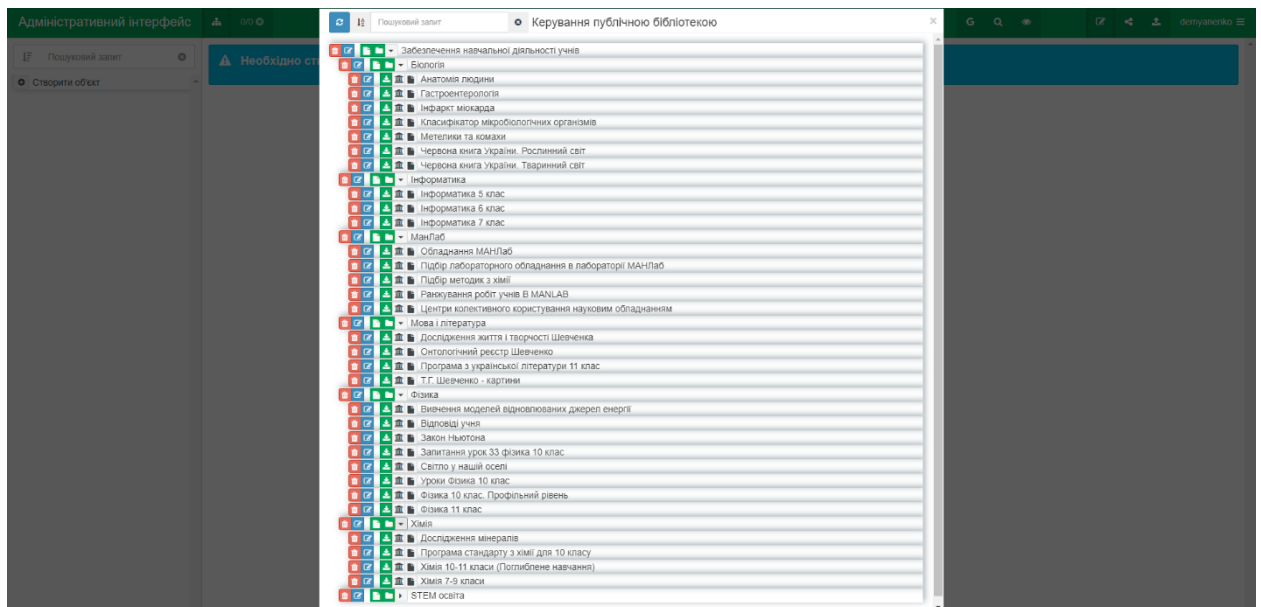 Адміністративний інтерфейс
0/0
Пошуковий запит
Керування публічною бібліотекою
×
G
demyanenko
Пошуковий запит
Створити об'єкт
Необхідно ст
Забезпечення навчальної діяльності учнів
Біологія
Анатомія людини
Гастроентерологія
Інфаркт міокарда
Класифікатор мікробіологічних організмів
Метелики та комахи
Червона книга України. Рослинний світ
Червона книга України. Тваринний світ
Інформатика
Інформатика 5 клас
Інформатика 6 клас
Інформатика 7 клас
МанЛаб
Обладнання МАНЛаб
Підбір лабораторного обладнання в лабораторії МАНЛаб
Підбір методик з хімії
Ранжування робіт учнів В MANLAB
Центри колективного користування науковим обладнанням
Мова і література
Дослідження життя і творчості Шевченка
Онтологічний реєстр Шевченко
Програма з української літератури 11 клас
Т.Г. Шевченко - картини
Фізика
Вивчення моделей відновлюваних джерел енергії
Відповіді учня
Закон Ньютона
Запитання урок 33 фізика 10 клас
Світло у нашій оселі
Уроки Фізика 10 клас
Фізика 10 клас. Профільний рівень
Фізика 11 клас
Хімія
Дослідження мінералів
Програма стандарту з хімії для 10 класу
Хімія 10-11 класи (Поглиблене навчання)
Хімія 7-9 класи
STEM освіта